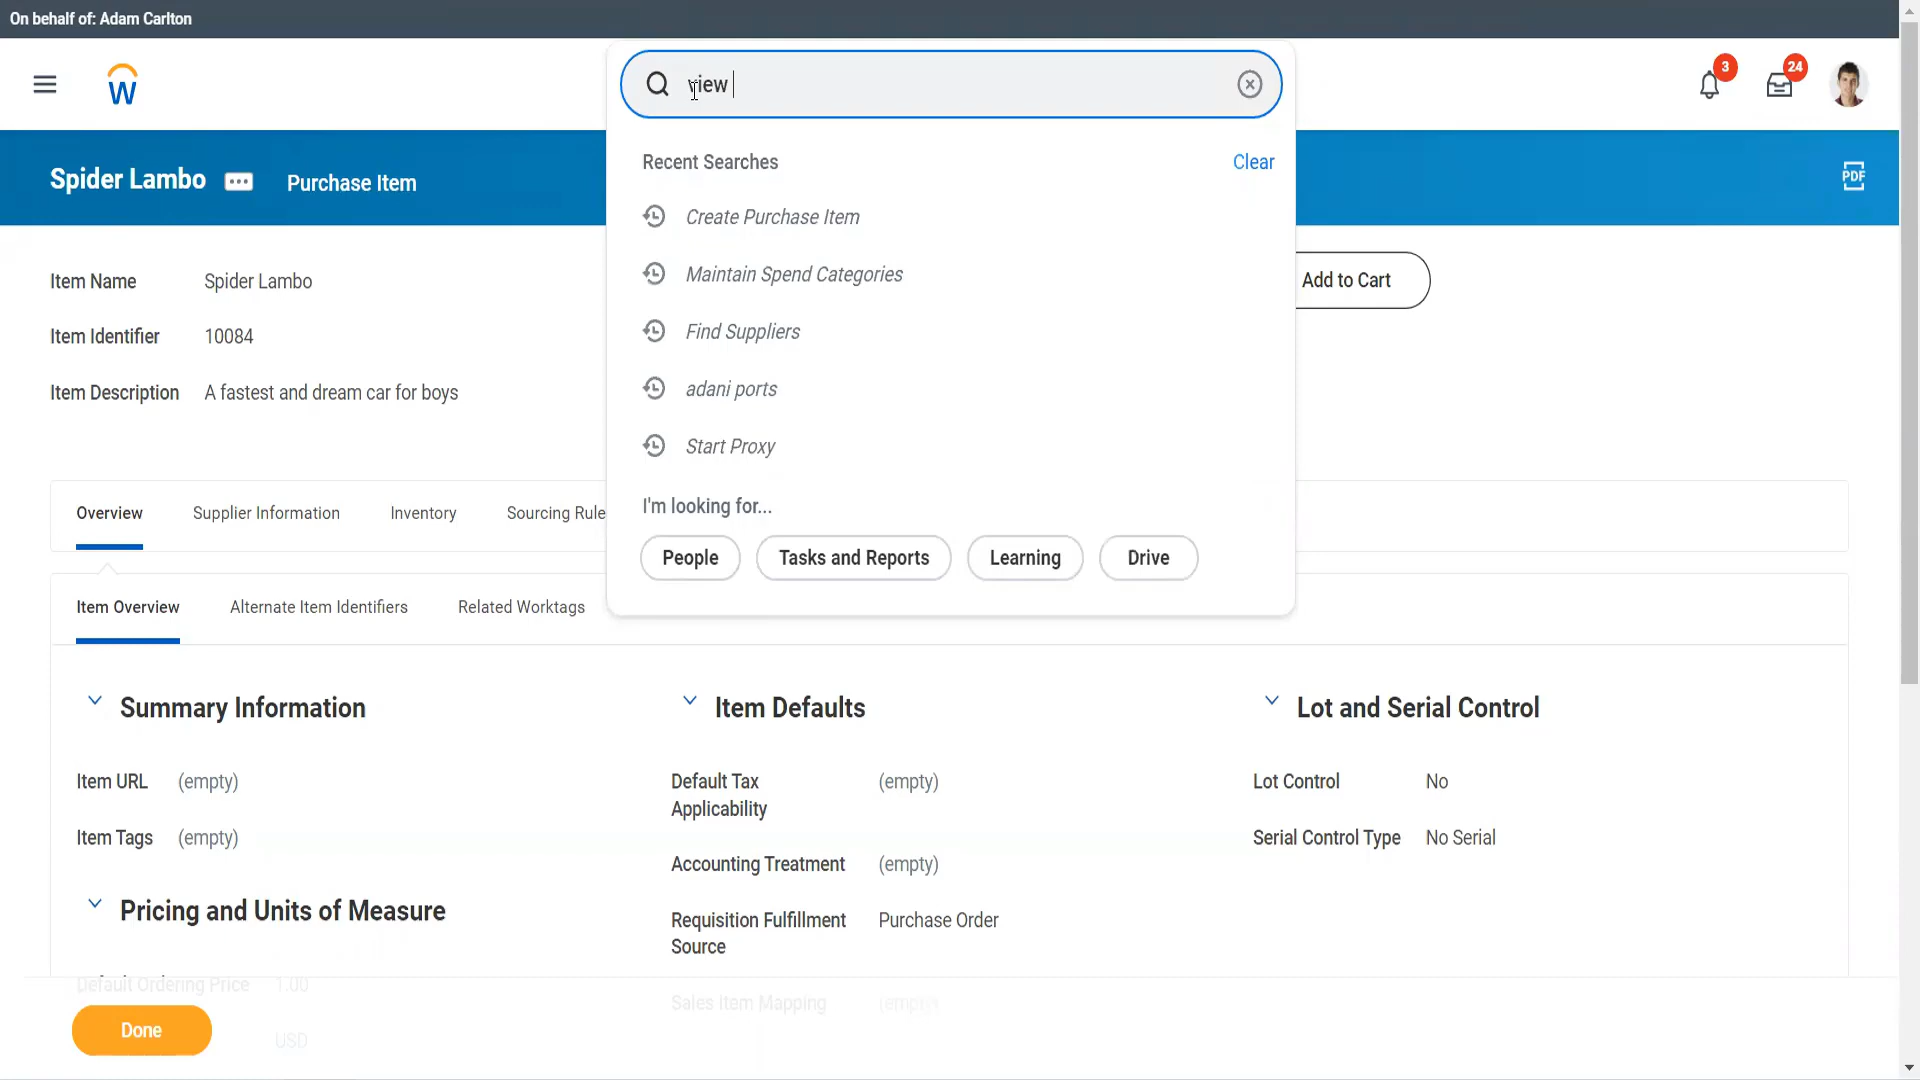 On behalf of: Adam Carlton
W
view
3
24
Spider Lambo
Purchase Item
PDF
Recent Searches
Clear
Create Purchase Item
Maintain Spend Categories
Find Suppliers
adani ports
Start Proxy
I'm looking for...
People
Tasks and Reports
Learning
Drive
Item Name
Spider Lambo
Add to Cart
Item Identifier
10084
Item Description
A fastest and dream car for boys
Overview
Supplier Information
Inventory
Sourcing Rule
Item Overview
Alternate Item Identifiers
Related Worktags
Summary Information
Item URL
(empty)
Item Tags
(empty)
Pricing and Units of Measure
Default Ordering Price
1.00
USD
Item Defaults
Default Tax
Applicability
(empty)
Accounting Treatment
(empty)
Requisition Fulfillment
Source
Purchase Order
Sales Item Mapping
(empty)
Lot and Serial Control
Lot Control
No
Serial Control Type
No Serial
Done